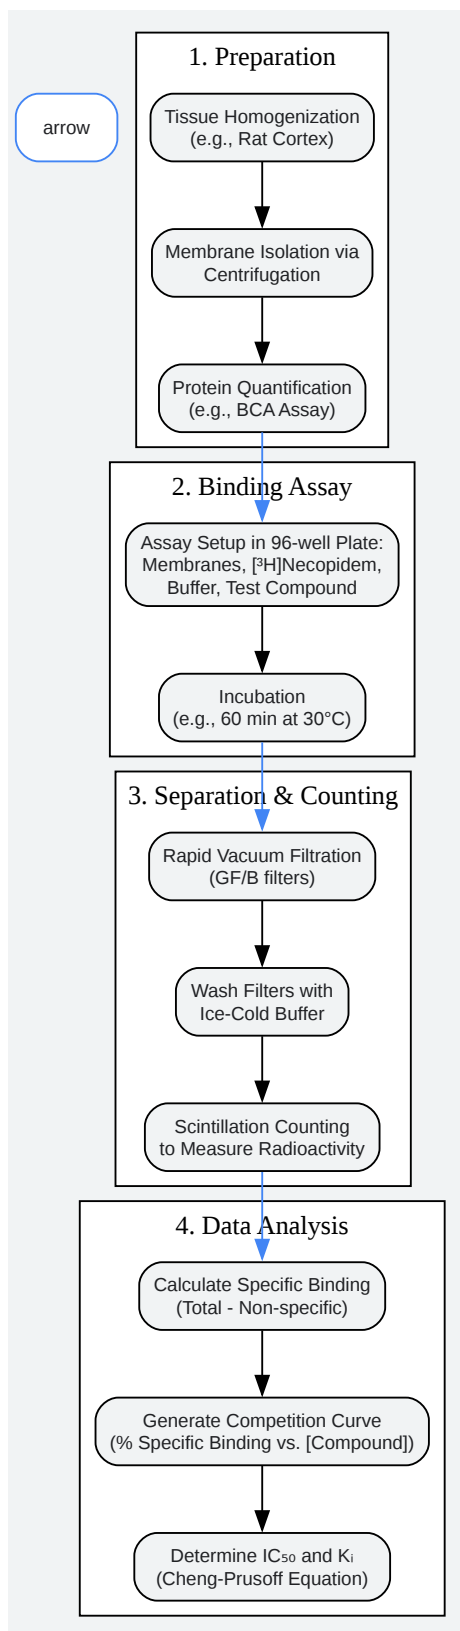 1. Preparation
arrow
Tissue Homogenization
(e.g., Rat Cortex)
Membrane Isolation via
Centrifugation
Protein Quantification
(e.g., BCA Assay)
2. Binding Assay
Assay Setup in 96-well Plate:
Membranes, [³H]Necopidem,
Buffer, Test Compound
Incubation
(e.g., 60 min at 30°C)
3. Separation & Counting
Rapid Vacuum Filtration
(GF/B filters)
Wash Filters with
Ice-Cold Buffer
Scintillation Counting
to Measure Radioactivity
4. Data Analysis
Calculate Specific Binding
(Total - Non-specific)
Generate Competition Curve
(% Specific Binding vs. [Compound])
Determine IC₅₀ and Kᵢ
(Cheng-Prusoff Equation)